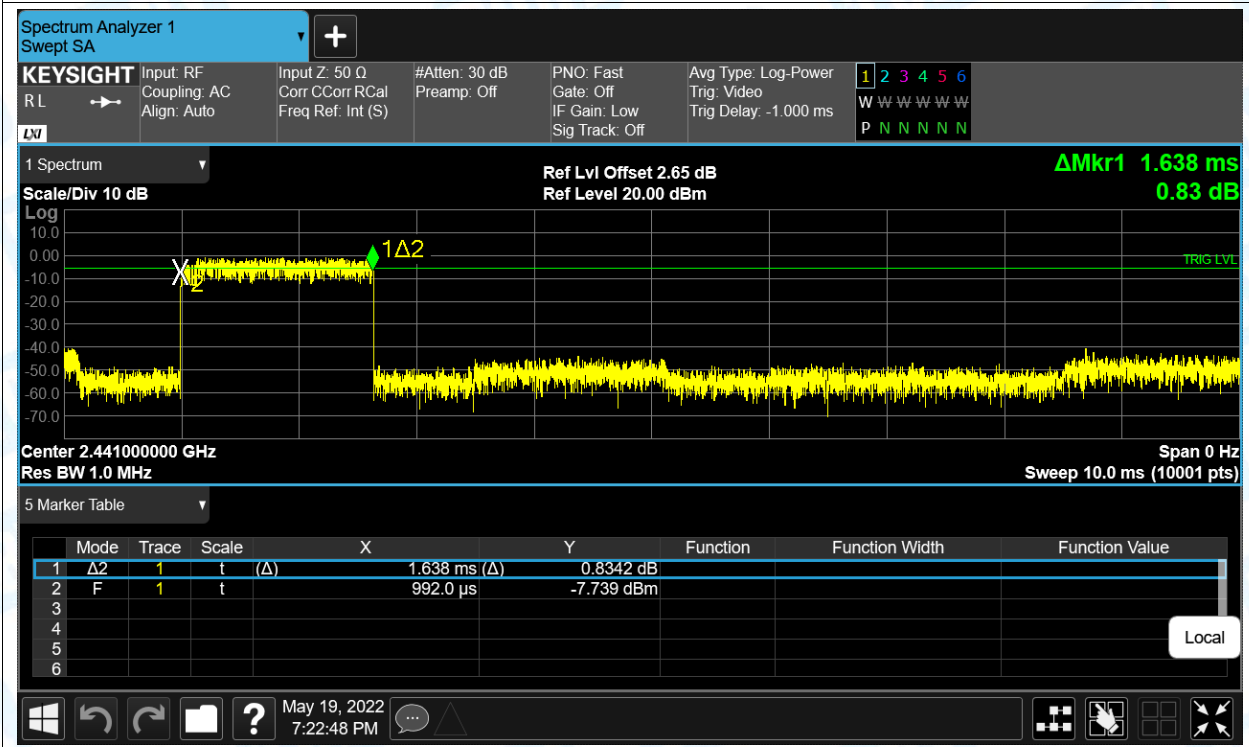 Spectrum Analyzer 1
Swept SA
KEYSIGHT
R L
LXI
Input: RF
Coupling: AC
Align: Auto
Input Z: 50 Ω
Corr CCorr RCal
Freq Ref: Int (S)
#Atten: 30 dB
Preamp: Off
PNO: Fast
Gate: Off
IF Gain: Low
Sig Track: Off
Avg Type: Log-Power
Trig: Video
Trig Delay: -1.000 ms
1 2 3 4 5 6
W W W W W W
P N N N N N
1 Spectrum
Scale/Div 10 dB
Ref Lvl Offset 2.65 dB
Ref Level 20.00 dBm
ΔMkr1 1.638 ms
0.83 dB
Log
10.0
0.00
-10.0
-20.0
-30.0
-40.0
-50.0
-60.0
-70.0
1Δ2
X2
TRIG LVL
Center 2.441000000 GHz
Res BW 1.0 MHz
Span 0 Hz
Sweep 10.0 ms (10001 pts)
5 Marker Table
Mode Trace Scale X Y Function Function Width Function Value
1 Δ2 1 t (Δ) 1.638 ms (Δ) 0.8342 dB
2 F 1 t 992.0 µs -7.739 dBm
3
4
5
6
Local
?
May 19, 2022
7:22:48 PM